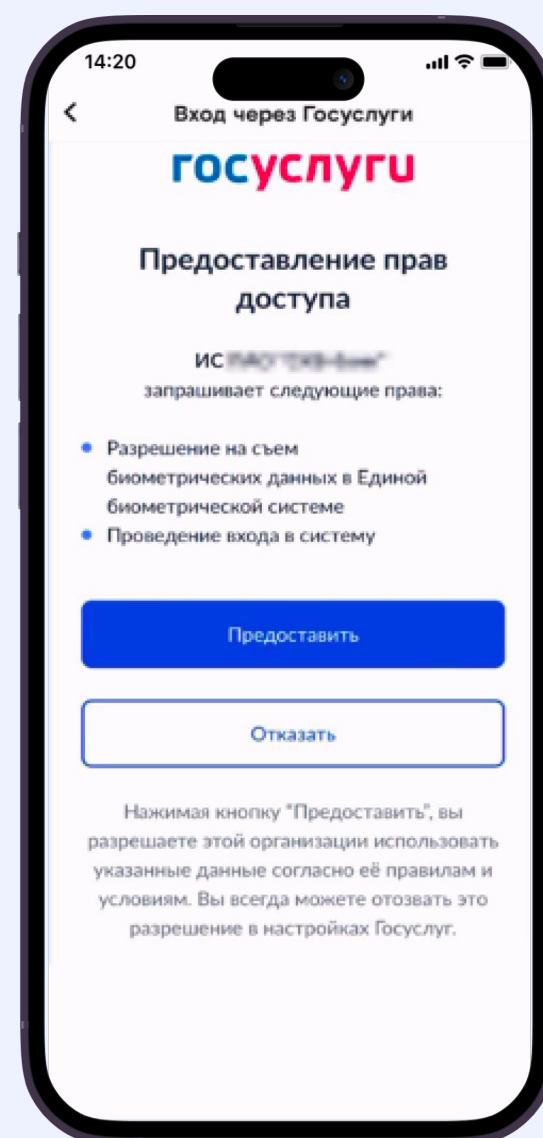 14:20
Вход через Госуслуги
госуслуги
Предоставление прав
доступа
ИС
запрашивает следующие права:
Разрешение на съем
биометрических данных в Единой
биометрической системе
Проведение входа в систему
Предоставить
Отказать
Нажимая кнопку "Предоставить", вы
разрешаете этой организации использовать
указанные данные согласно её правилам и
условиям. Вы всегда можете отозвать это
разрешение в настройках Госуслуг.